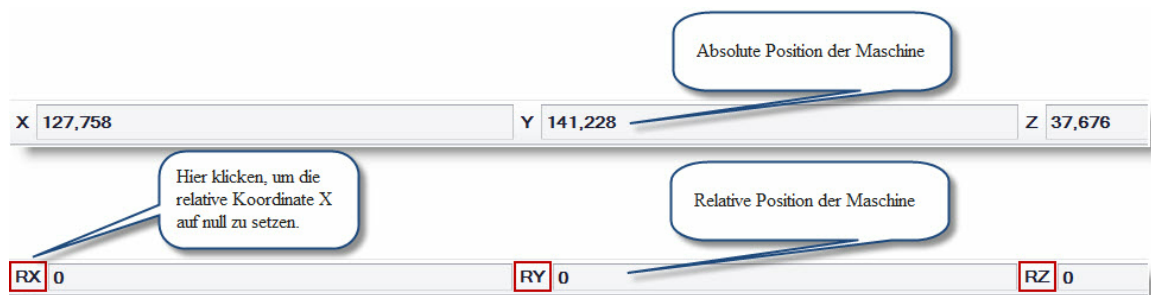 Absolute Position der Maschine
X 127,758 Y 141,228 Z 37,676
Hier klicken, um die
relative Koordinate X
auf null zu setzen.
Relative Position der Maschine
RX 0 RY 0 RZ 0